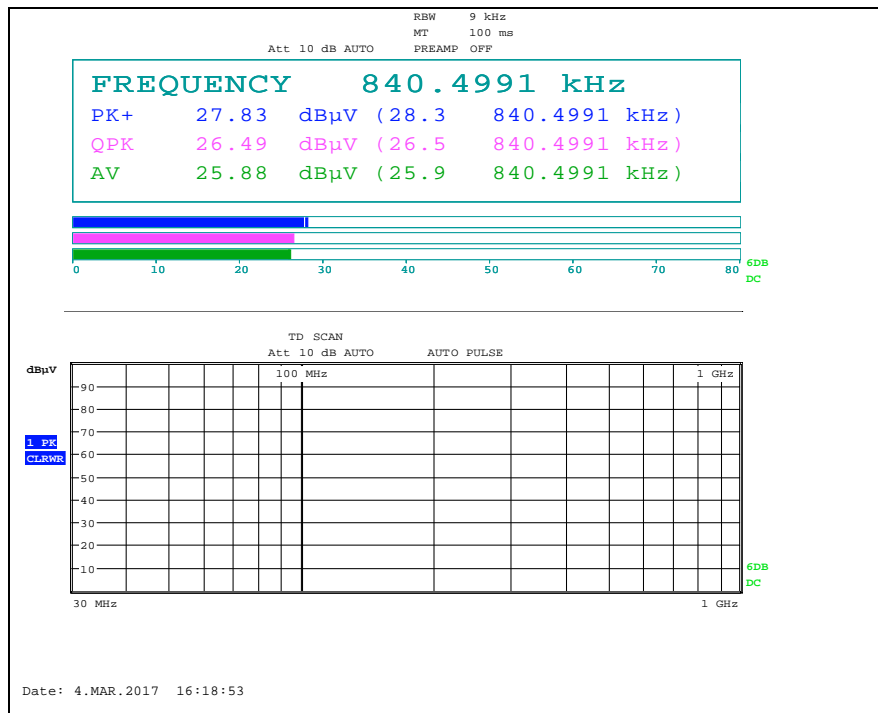 RBW 9 kHz
MT 100 ms
Att 10 dB AUTO PREAMP OFF
FREQUENCY 840.4991 kHz
PK+ 27.83 dBµV (28.3 840.4991 kHz)
QPK 26.49 dBµV (26.5 840.4991 kHz)
AV 25.88 dBµV (25.9 840.4991 kHz)
0 10 20 30 40 50 60 70 80
6DB
DC
TD SCAN
Att 10 dB AUTO AUTO PULSE
dBµV
100 MHz 1 GHz
90
80
70
1 PK
60
CLRWR
50
40
30
20
10
6DB
DC
30 MHz 1 GHz
Date: 4.MAR.2017 16:18:53